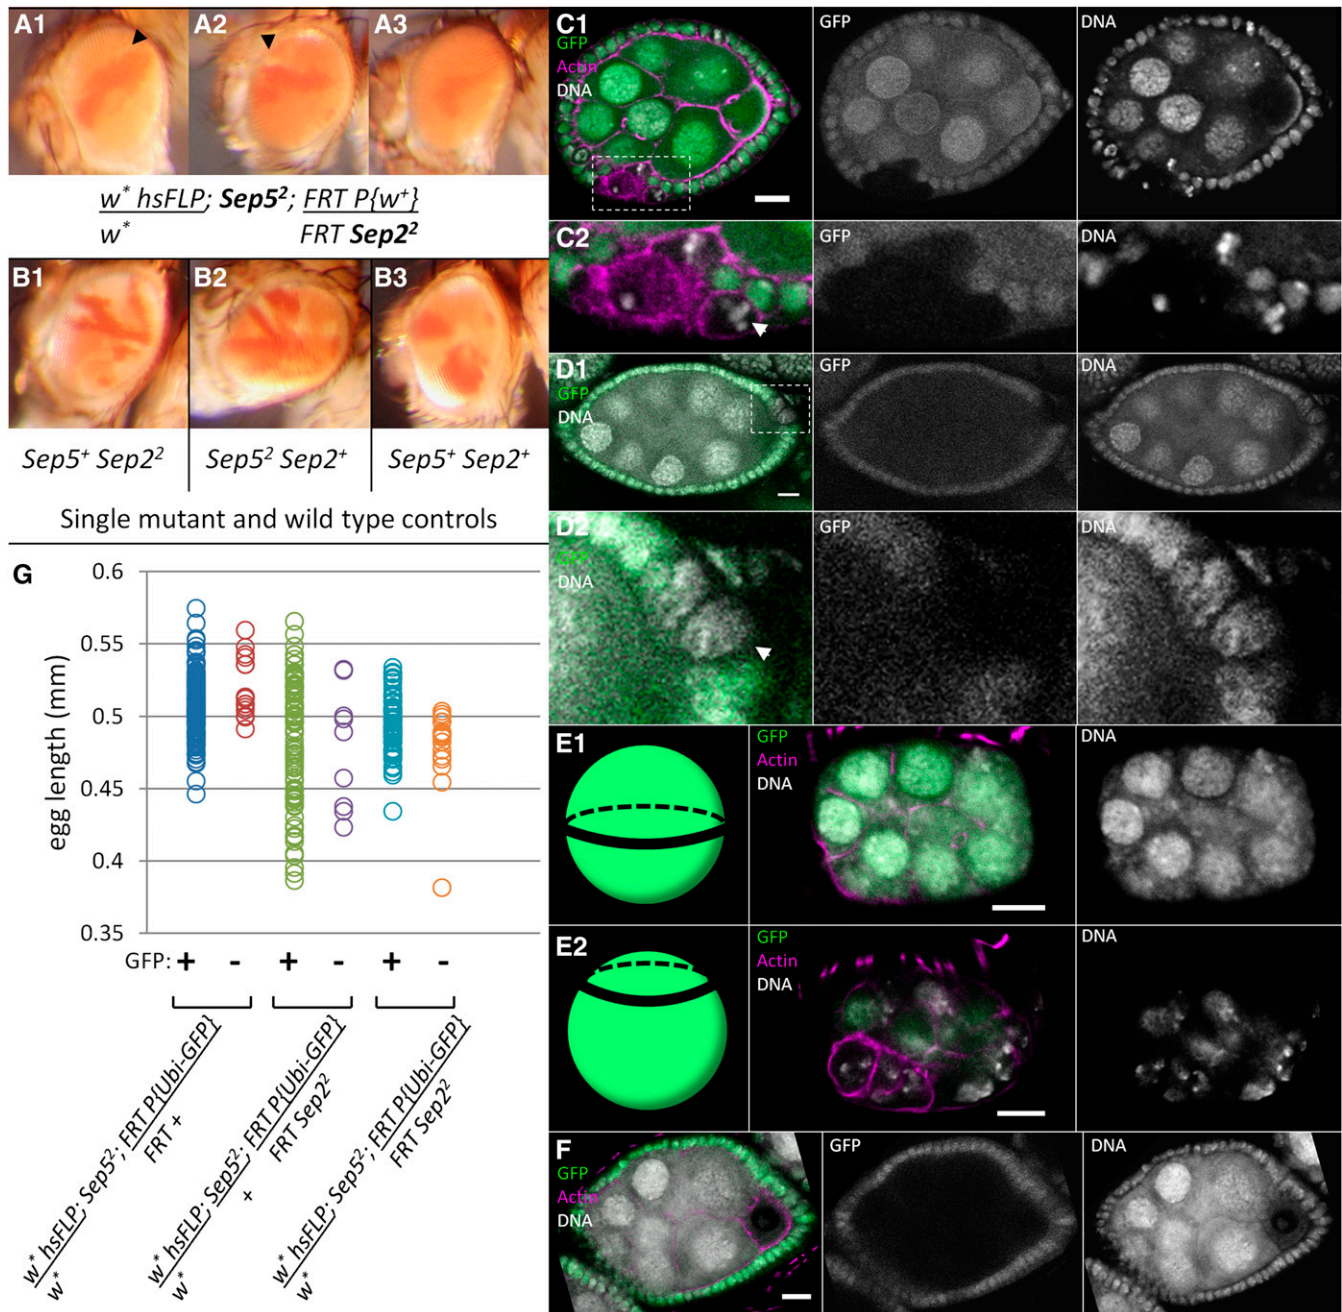 A1 A2 A3
w* hsFLP; Sep5²; FRT P{w⁺}
w* FRT Sep2²
B1 B2 B3
Sep5⁺ Sep2² Sep5² Sep2⁺ Sep5⁺ Sep2⁺
Single mutant and wild type controls
G
0.6
0.55
0.5
0.45
0.4
0.35
egg length (mm)
GFP: + - + - + -
w* hsFLP; Sep5²; FRT P{Ubi-GFP}
w* FRT +
w* hsFLP; Sep5²; FRT P{Ubi-GFP}
w* + FRT Sep2²
w* hsFLP; Sep5²; FRT P{Ubi-GFP}
w* FRT Sep2²
C1 GFP DNA
GFP
Actin
DNA
C2 GFP DNA
D1 GFP DNA
GFP
DNA
D2 GFP DNA
GFP
DNA
E1 GFP DNA
Actin
DNA
E2 GFP DNA
Actin
DNA
F GFP DNA
GFP
Actin
DNA